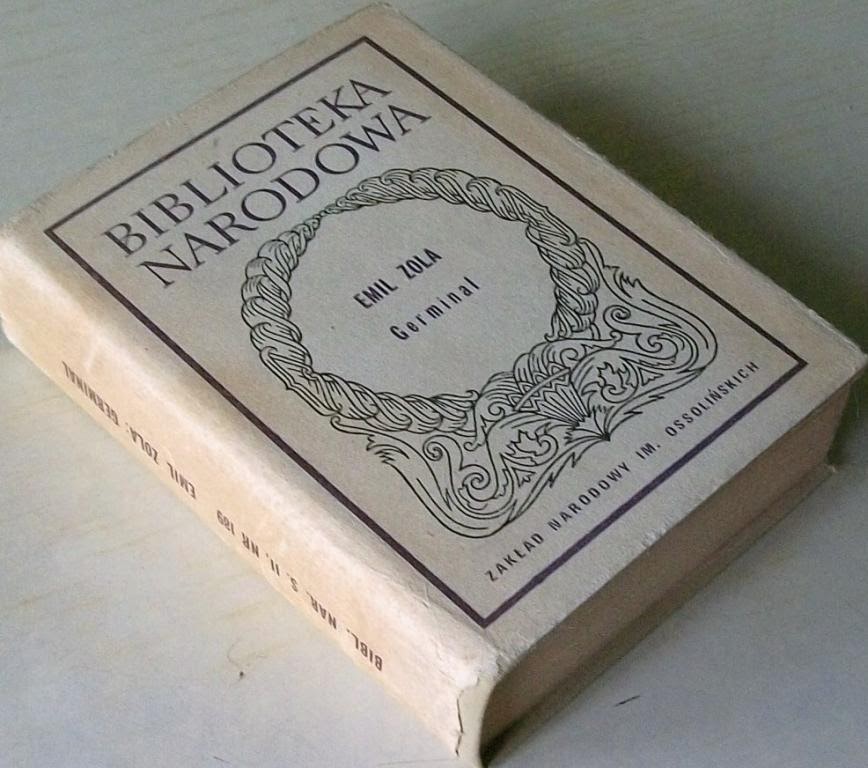 BIBLIOTEKA
NARODOWA
EMIL ZOLA
Germinal
ZAKŁAD NARODOWY IM. OSSOLIŃSKICH
BIBL. NAR. S. II, NR 189 EMIL ZOLA: GERMINAL